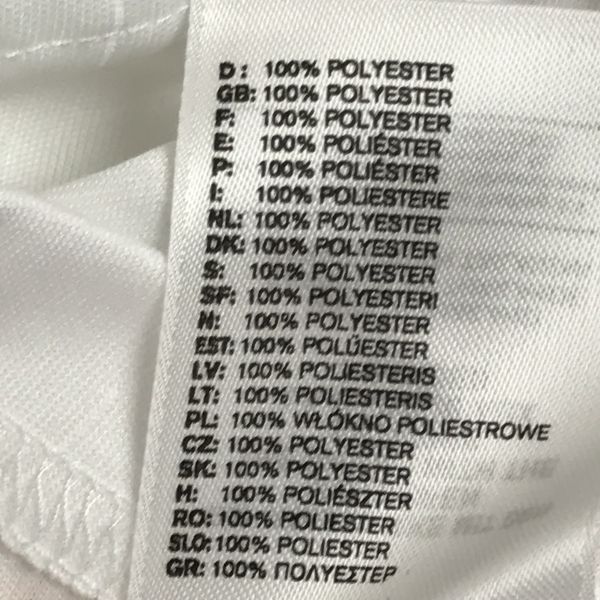 D: 100% POLYESTER
GB: 100% POLYESTER
F: 100% POLYESTER
E: 100% POLIÉSTER
P: 100% POLIÉSTER
I: 100% POLIESTERE
NL: 100% POLYESTER
DK: 100% POLYESTER
S: 100% POLYESTER
SF: 100% POLYESTERI
N: 100% POLYESTER
EST: 100% POLÜESTER
LV: 100% POLIESTERIS
LT: 100% POLIESTERIS
PL: 100% WŁÓKNO POLIESTROWE
CZ: 100% POLYESTER
SK: 100% POLYESTER
H: 100% POLIÉSZTER
RO: 100% POLIESTER
SLO: 100% POLIESTER
GR: 100% ΠΟΛΥΕΣΤΕΡ